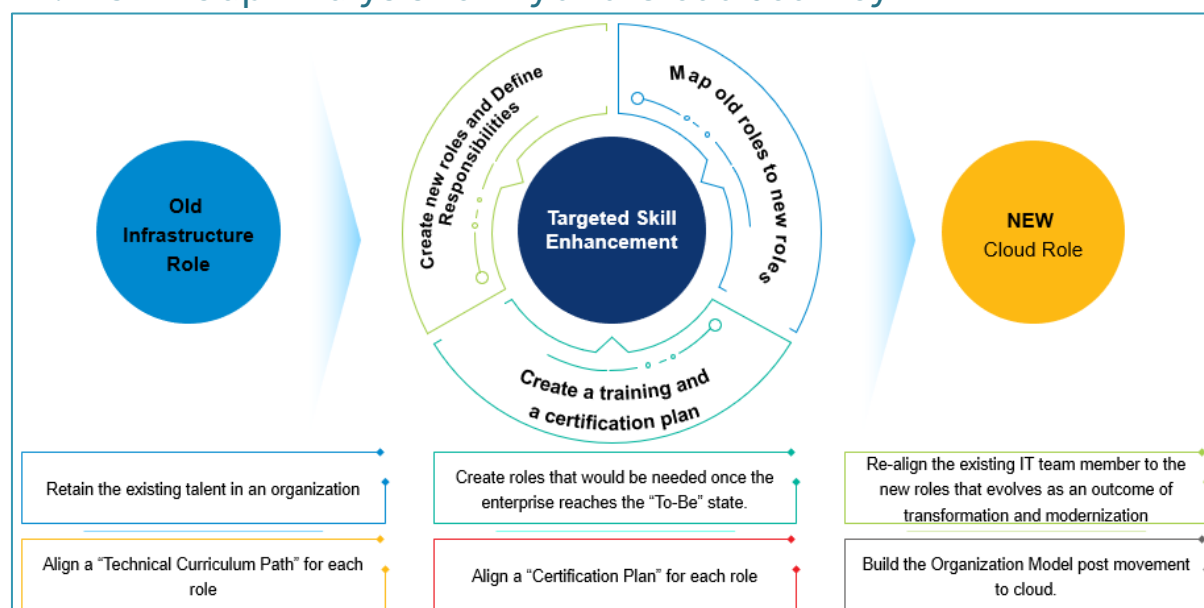 Create new roles and Define
Responsibilities
Map old roles to new roles
Old
Infrastructure
Role
Targeted Skill
Enhancement
NEW
Cloud Role
Create a training and
a certification plan
Retain the existing talent in an organization
Create roles that would be needed once the
enterprise reaches the “To-Be” state.
Re-align the existing IT team member to the
new roles that evolves as an outcome of
transformation and modernization
Align a “Technical Curriculum Path” for each
role
Align a “Certification Plan” for each role
Build the Organization Model post movement
to cloud.